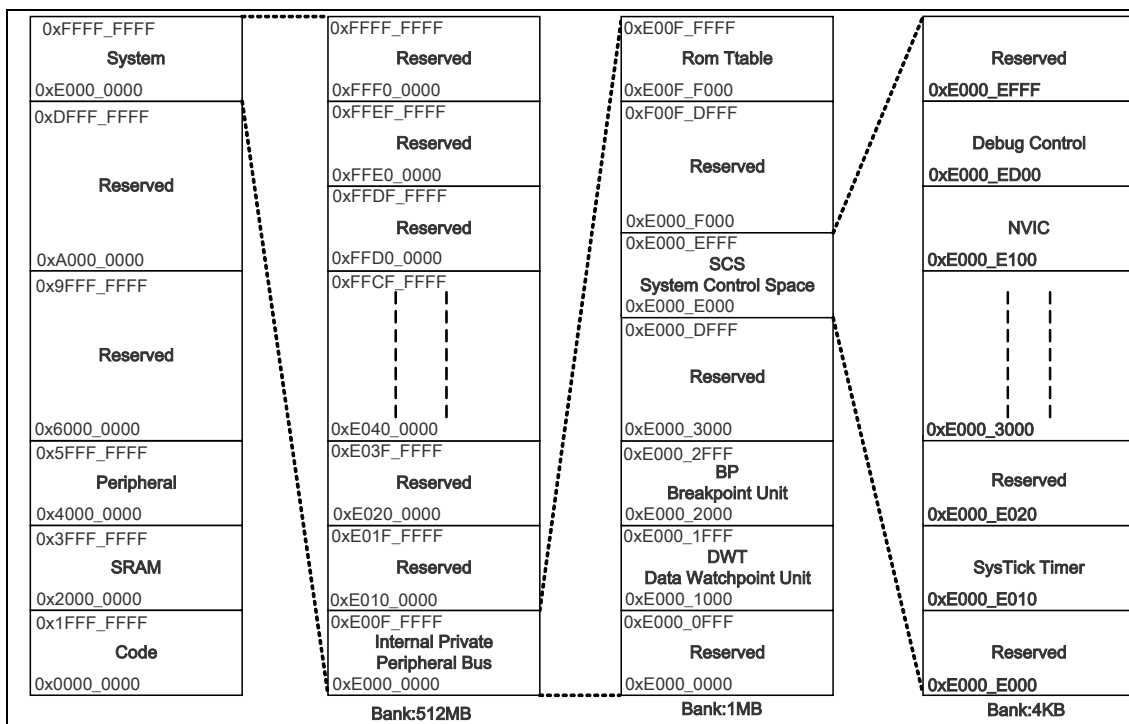 0xFFFF_FFFF
System
0xE000_0000
0xDFFF_FFFF
Reserved
0xA000_0000
0x9FFF_FFFF
Reserved
0x6000_0000
0x5FFF_FFFF
Peripheral
0x4000_0000
0x3FFF_FFFF
SRAM
0x2000_0000
0x1FFF_FFFF
Code
0x0000_0000
0xFFFF_FFFF
Reserved
0xFFF0_0000
0xFFEF_FFFF
Reserved
0xFFE0_0000
0xFFDF_FFFF
Reserved
0xFFD0_0000
0xFFCF_FFFF
0xE040_0000
0xE03F_FFFF
Reserved
0xE020_0000
0xE01F_FFFF
Reserved
0xE010_0000
0xE00F_FFFF
Internal Private
Peripheral Bus
0xE000_0000
Bank:512MB
0xE00F_FFFF
Rom Ttable
0xE00F_F000
0xF00F_DFFF
Reserved
0xE000_F000
0xE000_EFFF
SCS
System Control Space
0xE000_E000
0xE000_DFFF
Reserved
0xE000_3000
0xE000_2FFF
BP
Breakpoint Unit
0xE000_2000
0xE000_1FFF
DWT
Data Watchpoint Unit
0xE000_1000
0xE000_0FFF
Reserved
0xE000_0000
Bank:1MB
Reserved
0xE000_EFFF
Debug Control
0xE000_ED00
NVIC
0xE000_E100
0xE000_3000
Reserved
0xE000_E020
SysTick Timer
0xE000_E010
Reserved
0xE000_E000
Bank:4KB